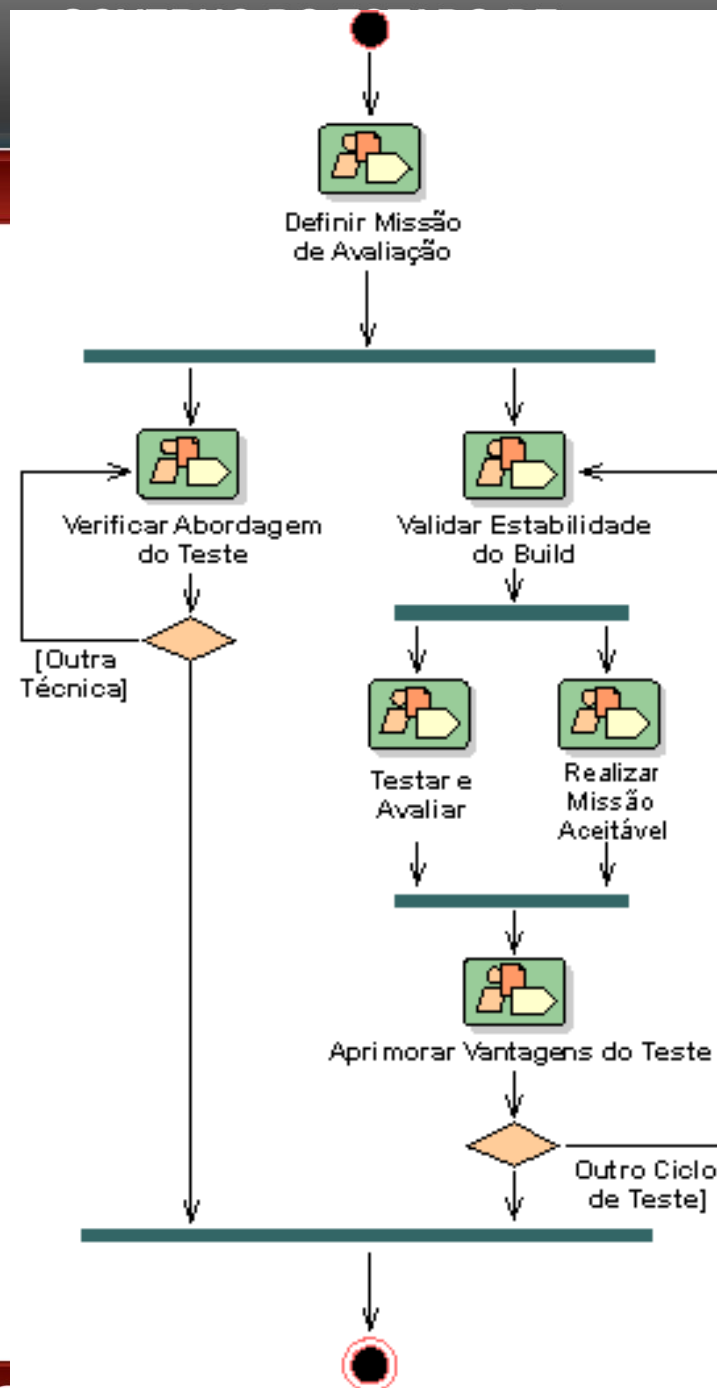 Definir Missão
de Avaliação
Verificar Abordagem
do Teste
Validar Estabilidade
do Build
[Outra
Técnica]
Testar e
Avaliar
Realizar
Missão
Aceitável
Aprimorar Vantagens do Teste
Outro Ciclo
de Teste]